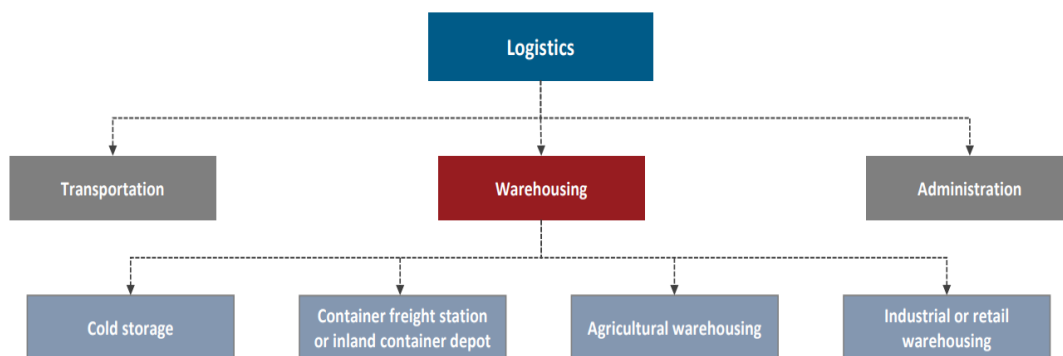 Logistics
Transportation
Warehousing
Administration
Cold storage
Container freight station
or inland container depot
Agricultural warehousing
Industrial or retail
warehousing